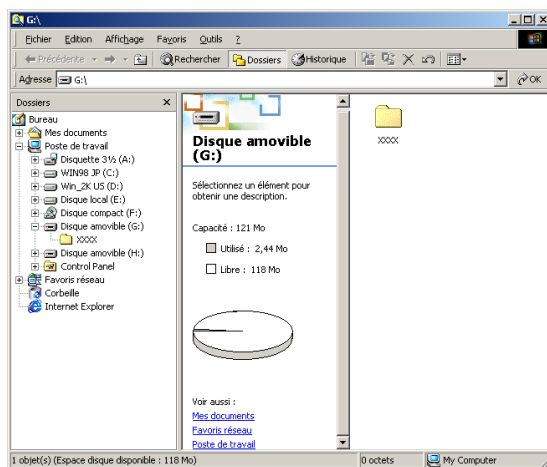 G:\
Fichier Edition Affichage Favoris Outils ?
Précédente Rechercher Dossiers Historique
Adresse G:\ OK
Dossiers x
Bureau
Mes documents
Poste de travail
Disquette 3½ (A:)
WIN98 JP (C:)
Win_2K US (D:)
Disque local (E:)
Disque compact (F:)
Disque amovible (G:)
XXXX
Disque amovible (H:)
Control Panel
Favoris réseau
Corbeille
Internet Explorer
Disque amovible
(G:)
Sélectionnez un élément pour
obtenir une description.
Capacité : 121 Mo
Utilisé : 2,44 Mo
Libre : 118 Mo
Voir aussi :
Mes documents
Favoris réseau
Poste de travail
XXXX
1 objet(s) (Espace disque disponible : 118 Mo) 0 octets My Computer